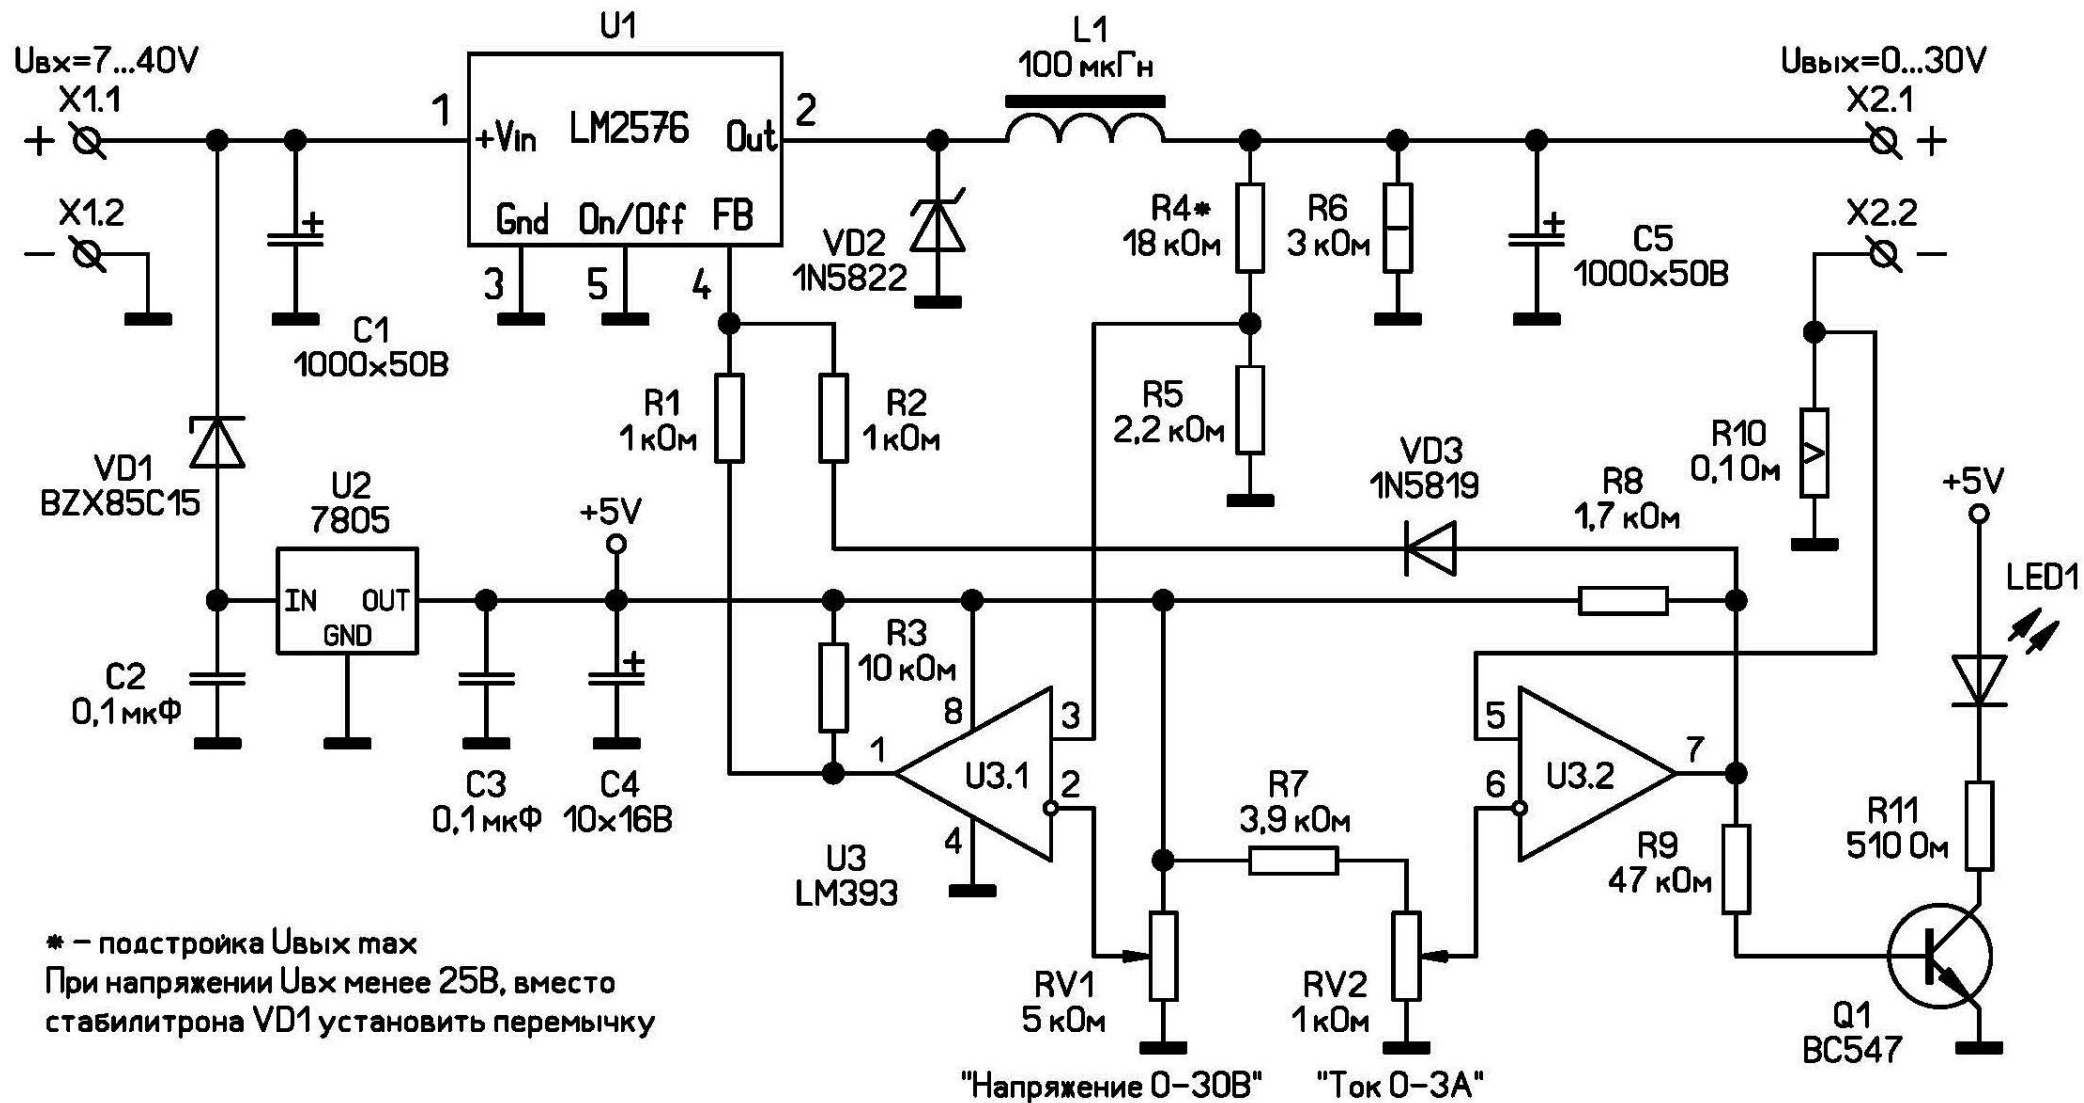 Uвх=7...40V
X1.1
+
X1.2
−
U1
1
+Vin
LM2576
Out
2
Gnd
On/Off
FB
3
5
4
L1
100 мкГн
Uвых=0...30V
X2.1
+
X2.2
−
+
C1
1000x50В
VD2
1N5822
R4*
18 кОм
R6
3 кОм
+
C5
1000x50В
R1
1 кОм
R2
1 кОм
R5
2,2 кОм
VD3
1N5819
R8
1,7 кОм
R10
0,1 Ом
+5V
LED1
VD1
BZX85C15
U2
7805
IN
OUT
GND
+5V
C2
0,1 мкФ
C3
0,1 мкФ
+
C4
10x16В
R3
10 кОм
8
3
1
U3.1
2
4
U3
LM393
R7
3,9 кОм
5
6
U3.2
7
R9
47 кОм
R11
510 Ом
RV1
5 кОм
RV2
1 кОм
Q1
BC547
"Напряжение 0-30В"
"Ток 0-3А"
* – подстройка Uвых max
При напряжении Uвх менее 25В, вместо
стабилитрона VD1 установить перемычку